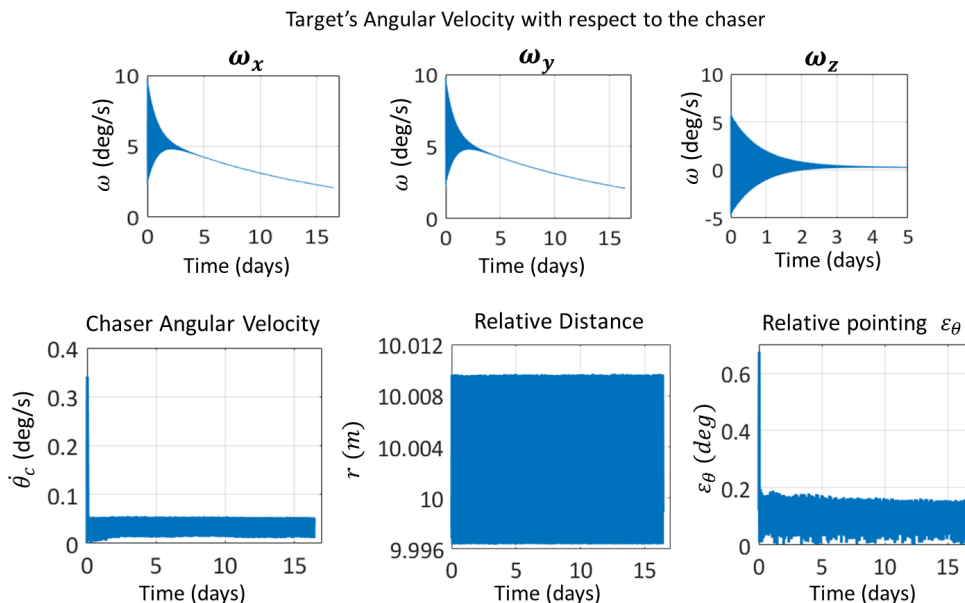 Target's Angular Velocity with respect to the chaser
ω_x
ω_y
ω_z
10
5
0
ω (deg/s)
0 5 10 15
Time (days)
10
5
0
ω (deg/s)
0 5 10 15
Time (days)
10
5
0
-5
ω (deg/s)
0 1 2 3 4 5
Time (days)
Chaser Angular Velocity
0.4
0.3
0.2
0.1
0
θ̇_c (deg/s)
0 5 10 15
Time (days)
Relative Distance
10.012
10.008
10.004
10
9.996
r (m)
0 5 10 15
Time (days)
Relative pointing ε_θ
0.6
0.4
0.2
0
ε_θ (deg)
0 5 10 15
Time (days)